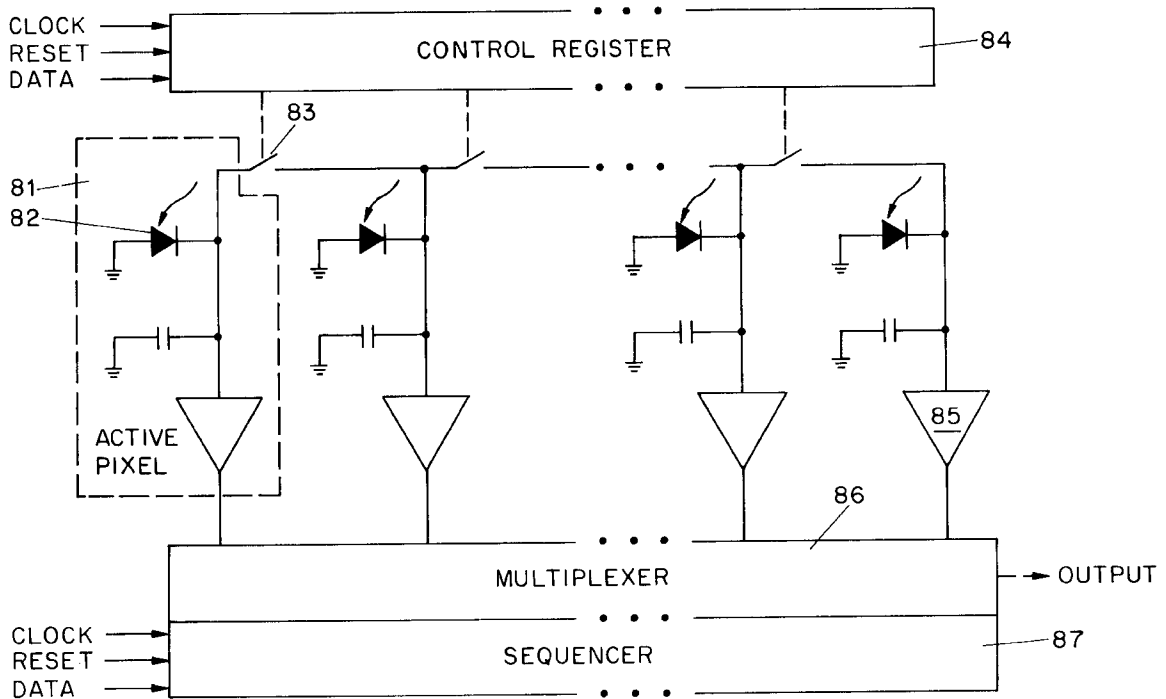 CLOCK
RESET
DATA
CONTROL REGISTER
84
83
81
82
ACTIVE
PIXEL
85
86
MULTIPLEXER
OUTPUT
CLOCK
RESET
DATA
SEQUENCER
87